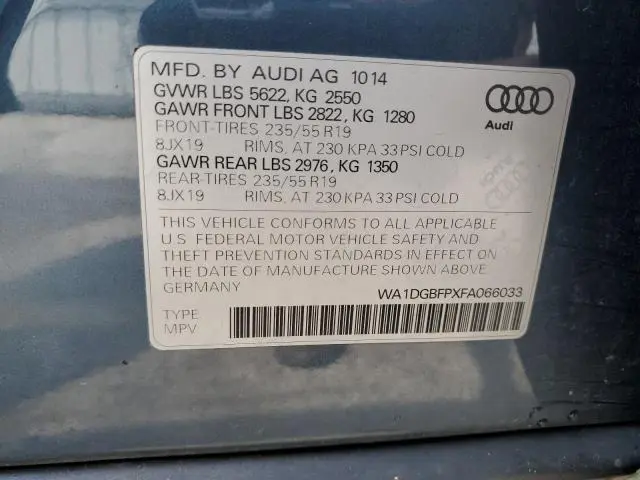 MFD. BY AUDI AG 1014
GVWR LBS 5622, KG 2550
GAWR FRONT LBS 2822, KG 1280
FRONT-TIRES 235/55 R19
8JX19 RIMS, AT 230 KPA 33 PSI COLD
GAWR REAR LBS 2976, KG 1350
REAR-TIRES 235/55 R19
8JX19 RIMS, AT 230 KPA 33 PSI COLD
Audi
THIS VEHICLE CONFORMS TO ALL APPLICABLE
U.S. FEDERAL MOTOR VEHICLE SAFETY AND
THEFT PREVENTION STANDARDS IN EFFECT ON
DATE OF MANUFACTURE SHOWN ABOVE
GERMANY
WA1DGBFPXFA066033
TYPE
MPV